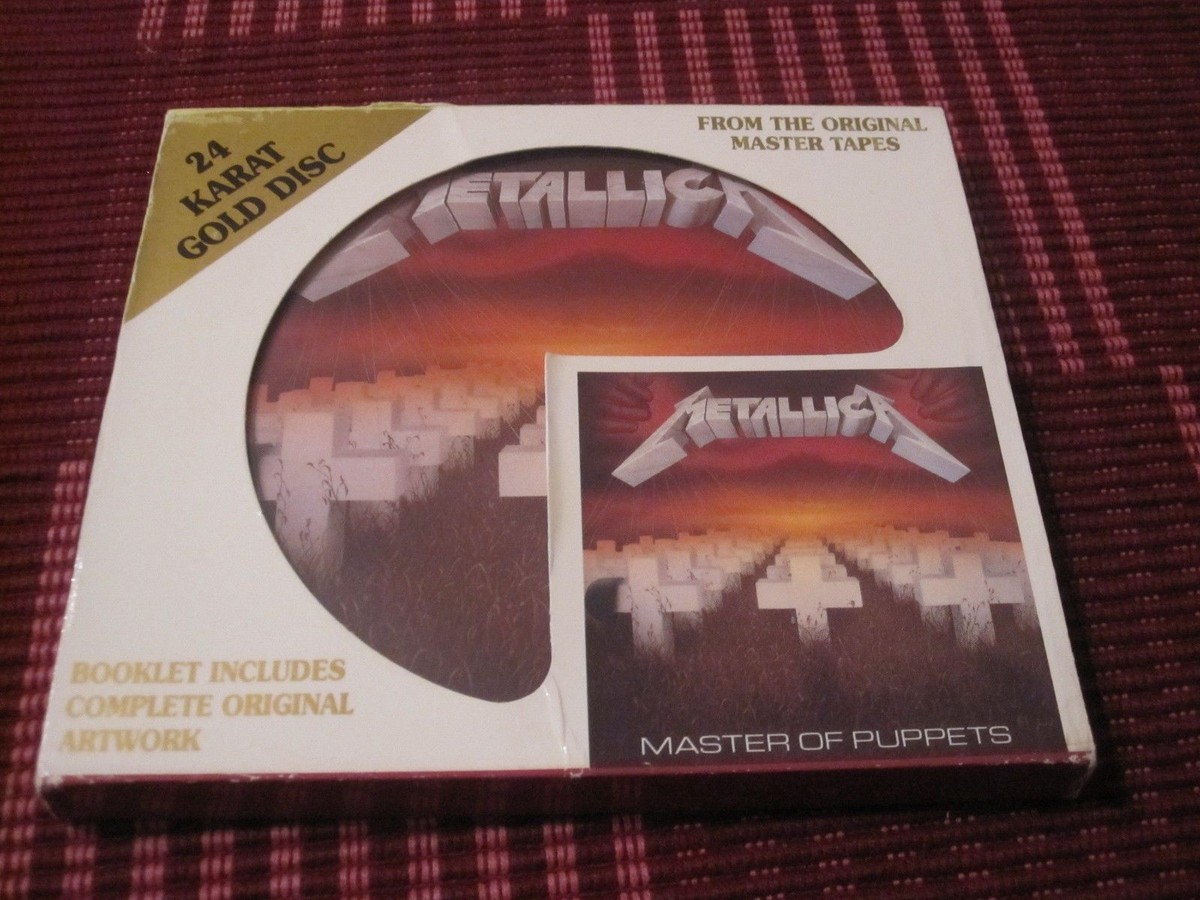 24
KARAT
GOLD DISC
FROM THE ORIGINAL
MASTER TAPES
METALLICA
METALLICA
MASTER OF PUPPETS
BOOKLET INCLUDES
COMPLETE ORIGINAL
ARTWORK